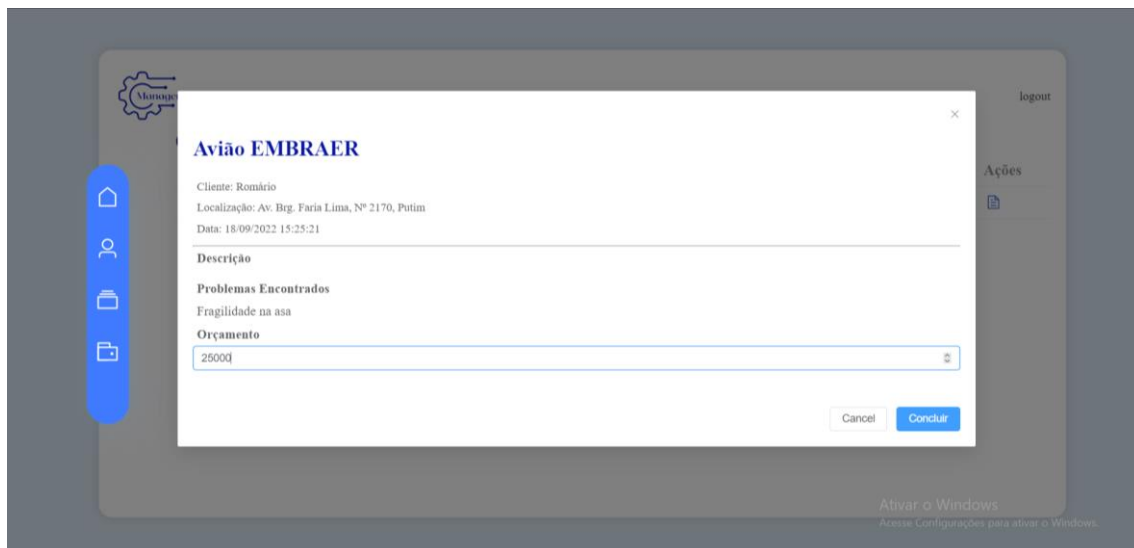 Manage
logout
Avião EMBRAER
Ações
Cliente: Romário
Localização: Av. Brg. Faria Lima, Nº 2170, Putim
Data: 18/09/2022 15:25:21
Descrição
Problemas Encontrados
Fragilidade na asa
Orçamento
25000
Cancel
Concluir
Ativar o Windows
Acesse Configurações para ativar o Windows.